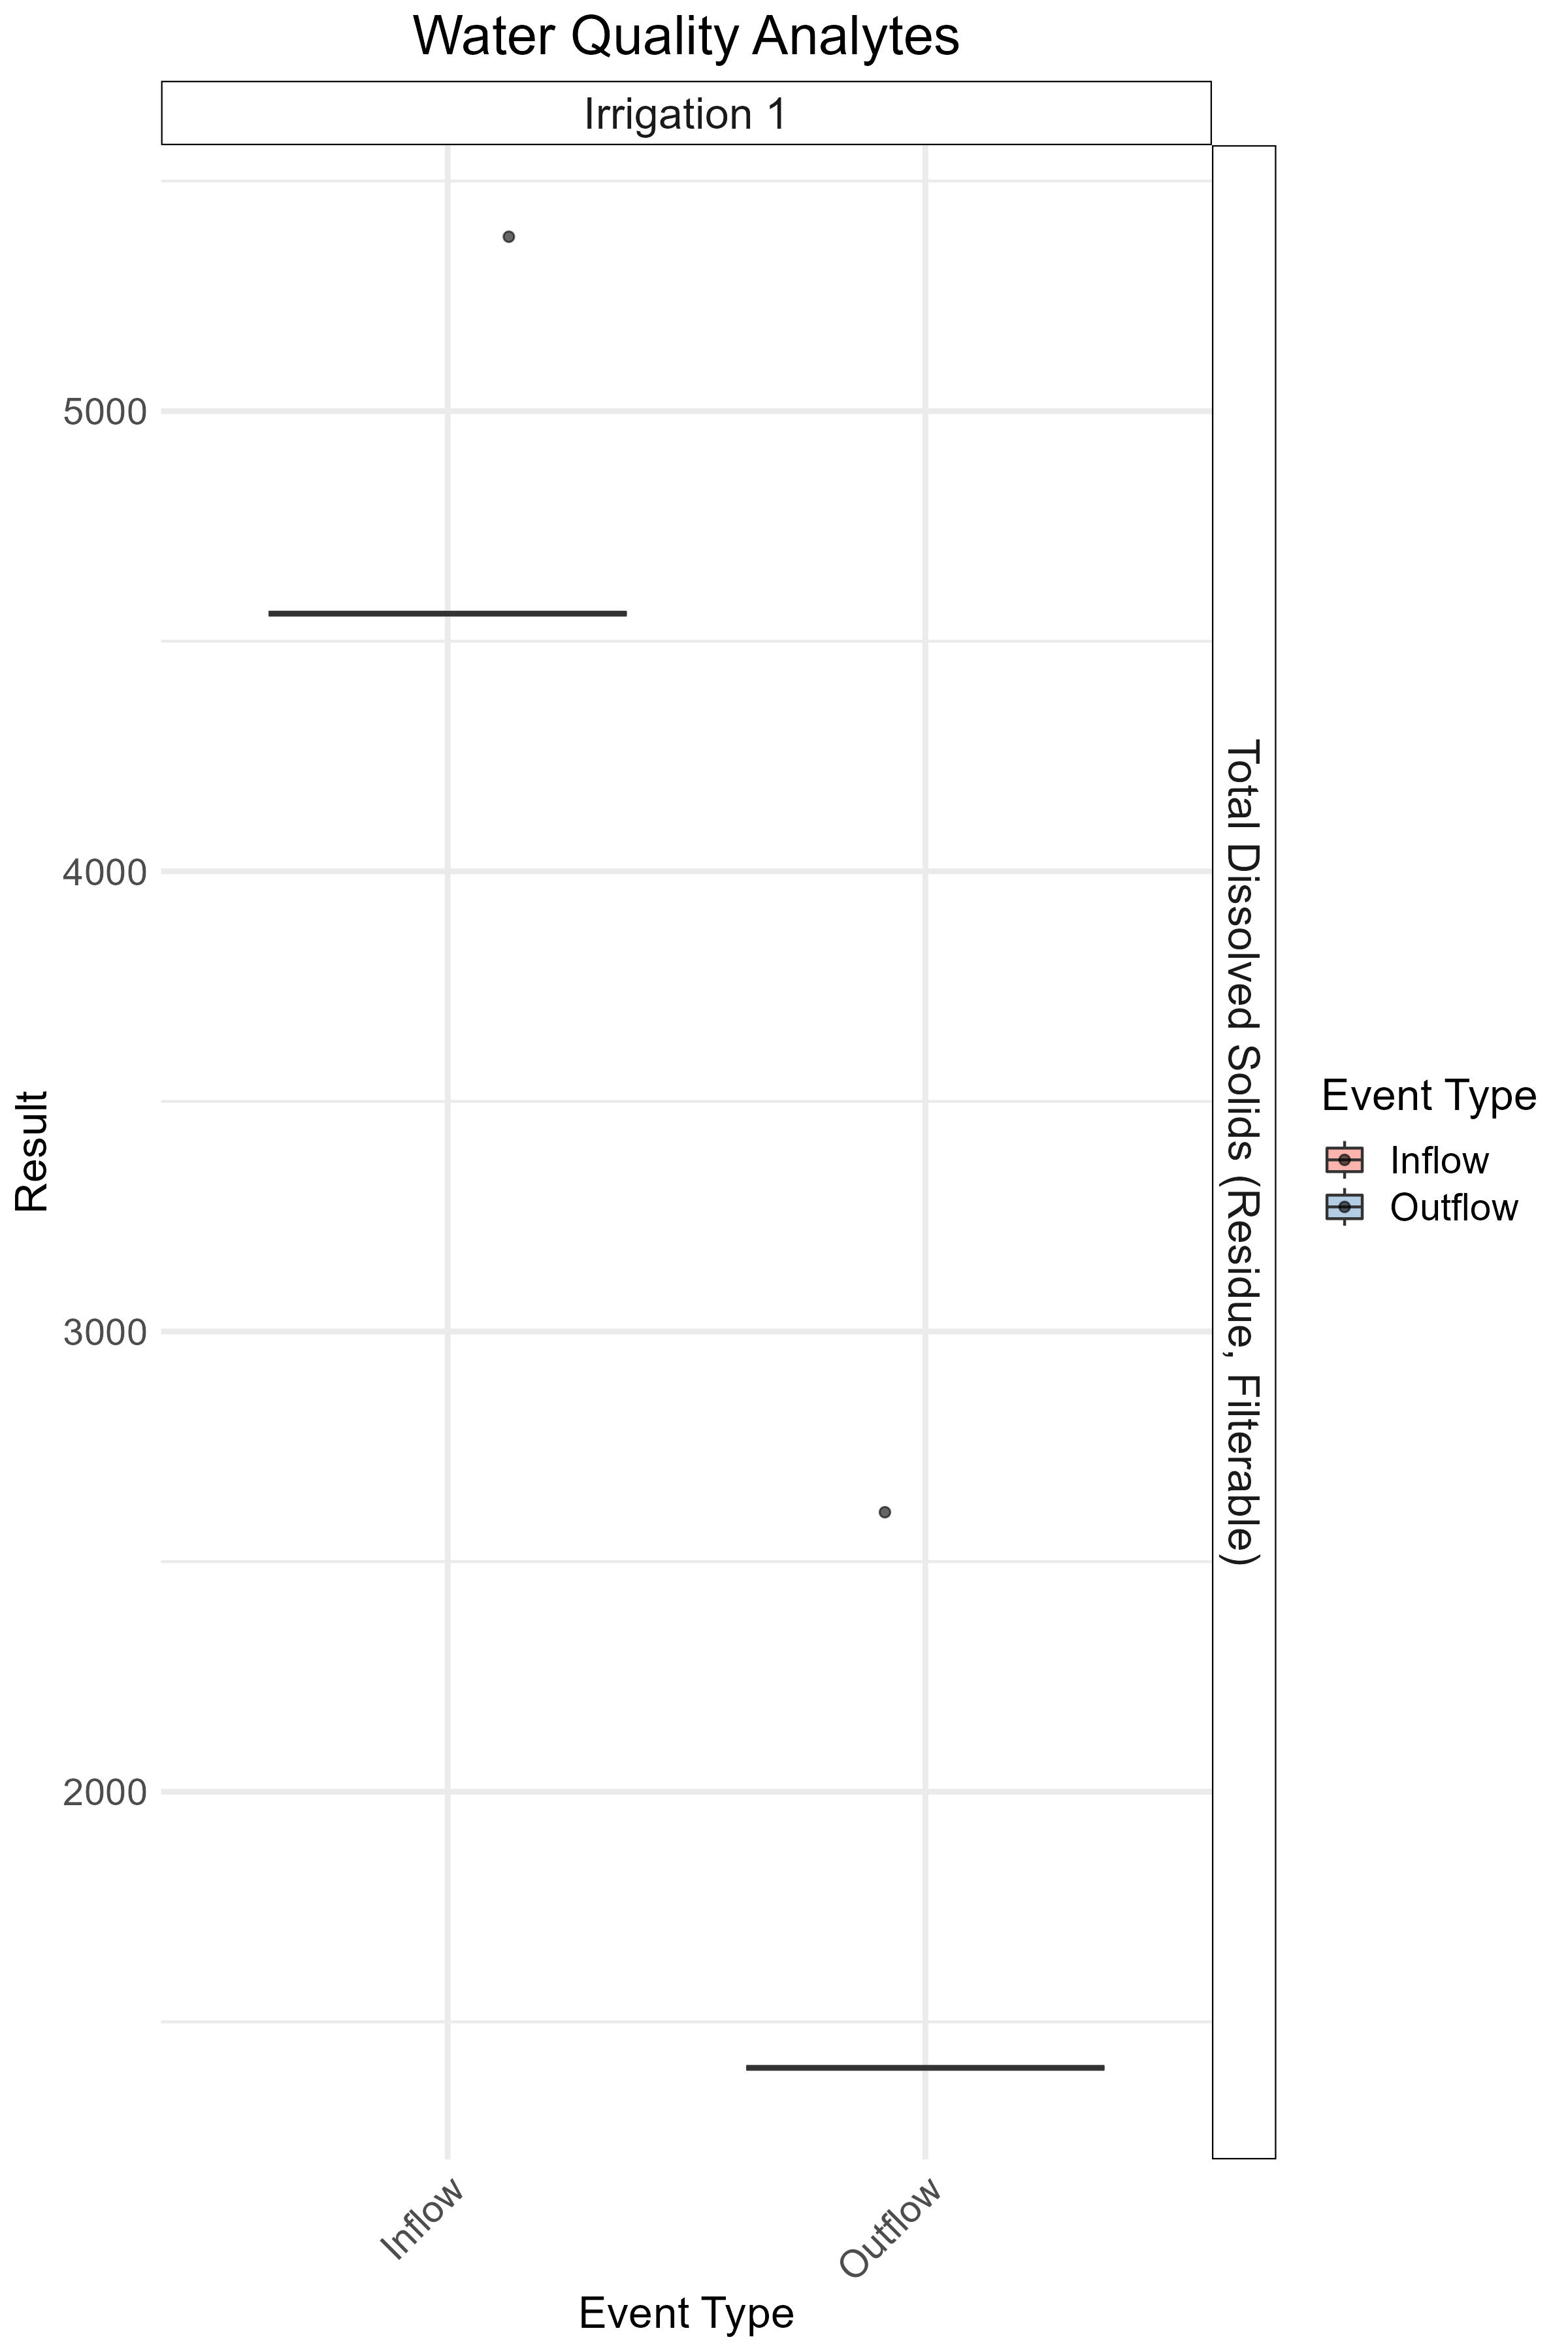 Water Quality Analytes
Irrigation 1
5000
4000
3000
2000
Result
Total Dissolved Solids (Residue, Filterable)
Inflow
Outflow
Event Type
Event Type
Inflow
Outflow